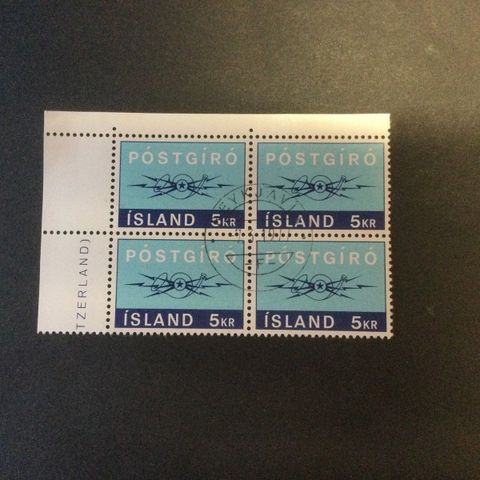 PÓSTGÍRÓ PÓSTGÍRÓ
ÍSLAND 5KR ÍSLAND 5KR
PÓSTGÍRÓ PÓSTGÍRÓ
ÍSLAND 5KR ÍSLAND 5KR
TZERLAND)